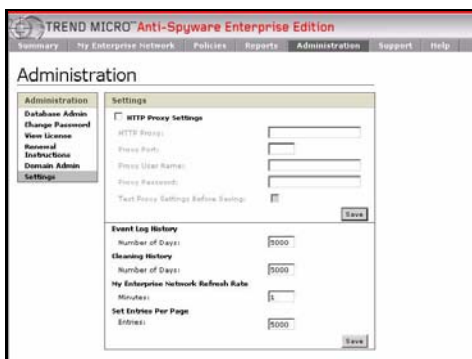 TREND MICRO™ Anti-Spyware Enterprise Edition
Summary My Enterprise Network Policies Reports Administration Support Help
Administration
Administration
Database Admin
Change Password
View License
Renewal
Instructions
Domain Admin
Settings
Settings
HTTP Proxy Settings
HTTP Proxy:
Proxy Port:
Proxy User Name:
Proxy Password:
Test Proxy Settings Before Saving:
Save
Event Log History
Number of Days: 5000
Cleaning History
Number of Days: 5000
My Enterprise Network Refresh Rate
Minutes: 1
Set Entries Per Page
Entries: 5000
Save